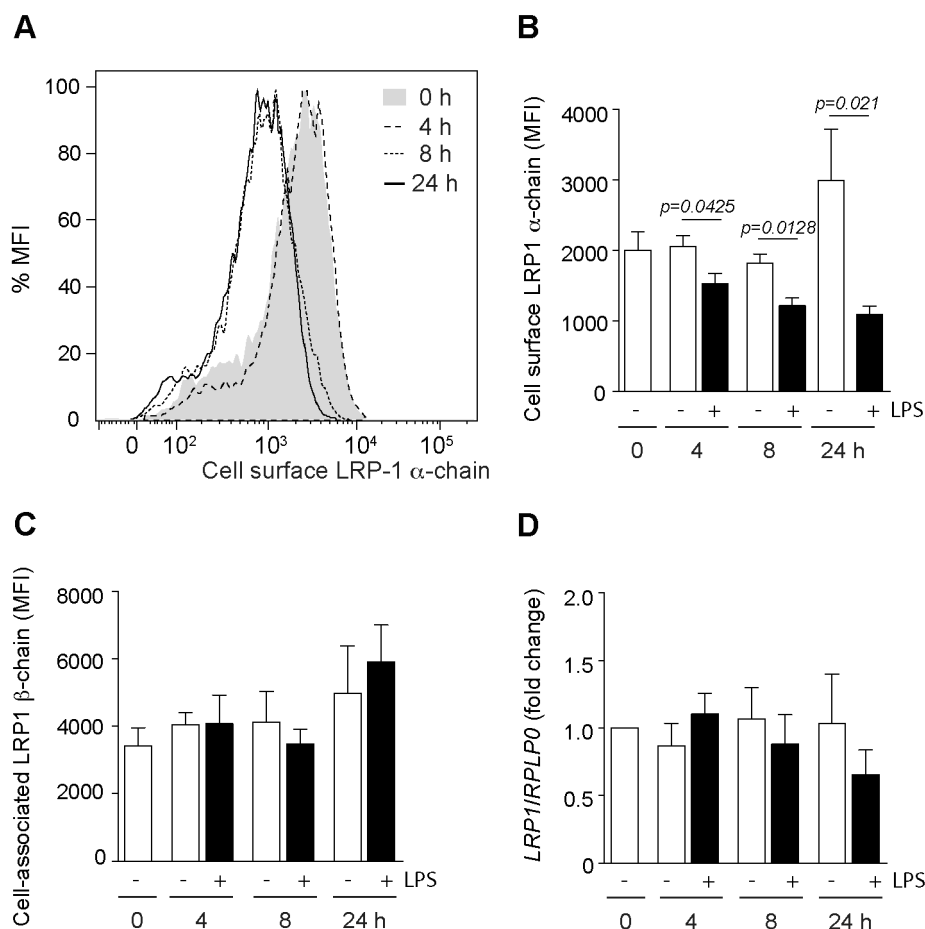 A
% MFI
100
80
60
40
20
0
0 h
4 h
8 h
24 h
0 10² 10³ 10⁴ 10⁵
Cell surface LRP-1 α-chain
B
Cell surface LRP1 α-chain (MFI)
4000
3000
2000
1000
0
p=0.0425
p=0.0128
p=0.021
- - + - + - + LPS
0 4 8 24 h
C
Cell-associated LRP1 β-chain (MFI)
8000
6000
4000
2000
0
- - + - + - + LPS
0 4 8 24 h
D
LRP1/RPLP0 (fold change)
2.0
1.5
1.0
0.5
0
- - + - + - + LPS
0 4 8 24 h